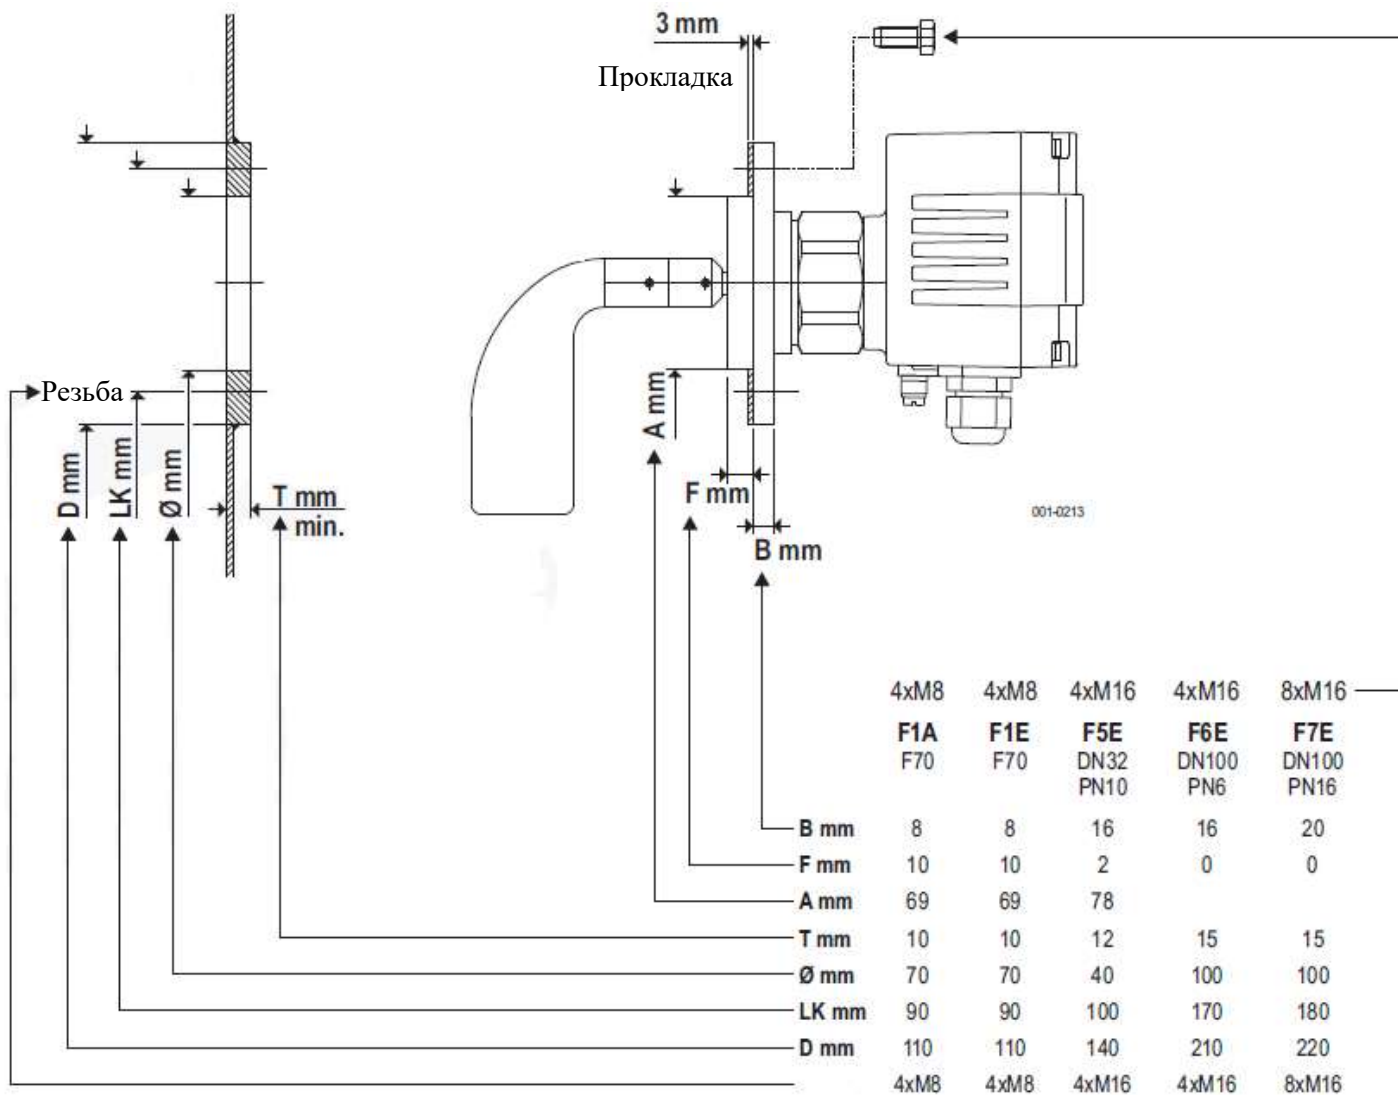 3 mm
Прокладка
Резьба
D mm
LK mm
Ø mm
T mm
min.
A mm
F mm
B mm
001-0213
4xM8 4xM8 4xM16 4xM16 8xM16
F1A F1E F5E F6E F7E
F70 F70 DN32 DN100 DN100
PN10 PN6 PN16
B mm 8 8 16 16 20
F mm 10 10 2 0 0
A mm 69 69 78
T mm 10 10 12 15 15
Ø mm 70 70 40 100 100
LK mm 90 90 100 170 180
D mm 110 110 140 210 220
4xM8 4xM8 4xM16 4xM16 8xM16